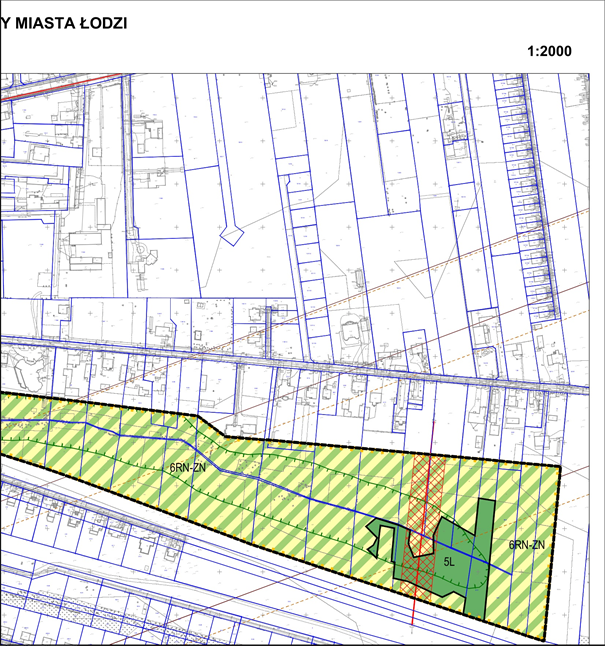 Y MIASTA ŁODZI
1:2000
6RN-ZN
6RN-ZN
5L